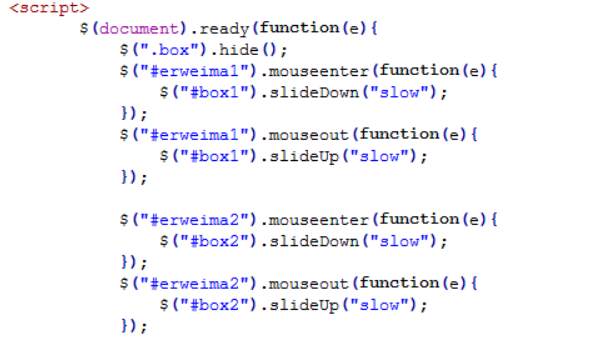 <script>
$(document).ready(function(e){
$(".box").hide();
$("#erweima1").mouseenter(function(e){
$("#box1").slideDown("slow");
});
$("#erweima1").mouseout(function(e){
$("#box1").slideUp("slow");
});
$("#erweima2").mouseenter(function(e){
$("#box2").slideDown("slow");
});
$("#erweima2").mouseout(function(e){
$("#box2").slideUp("slow");
});